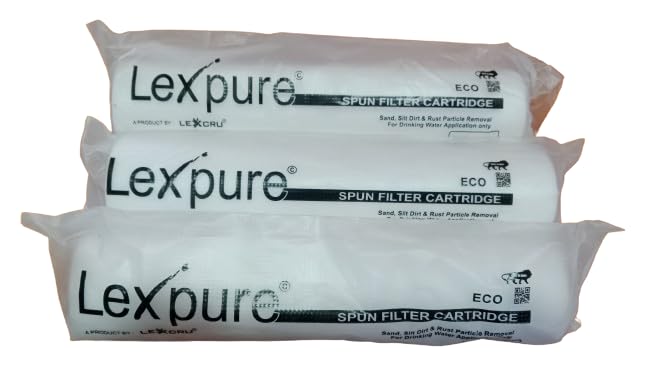 Lexpure©
ECO
SPUN FILTER CARTRIDGE
Sand, Silt Dirt & Rust Particle Removal
For Drinking Water Application only
A PRODUCT BY: LEXCRU
Lexpure©
ECO
SPUN FILTER CARTRIDGE
Sand, Silt Dirt & Rust Particle Removal
Lexpure©
ECO
SPUN FILTER CARTRIDGE
Sand, Silt Dirt & Rust Particle Removal
For Drinking Water Application only
A PRODUCT BY: LEXCRU